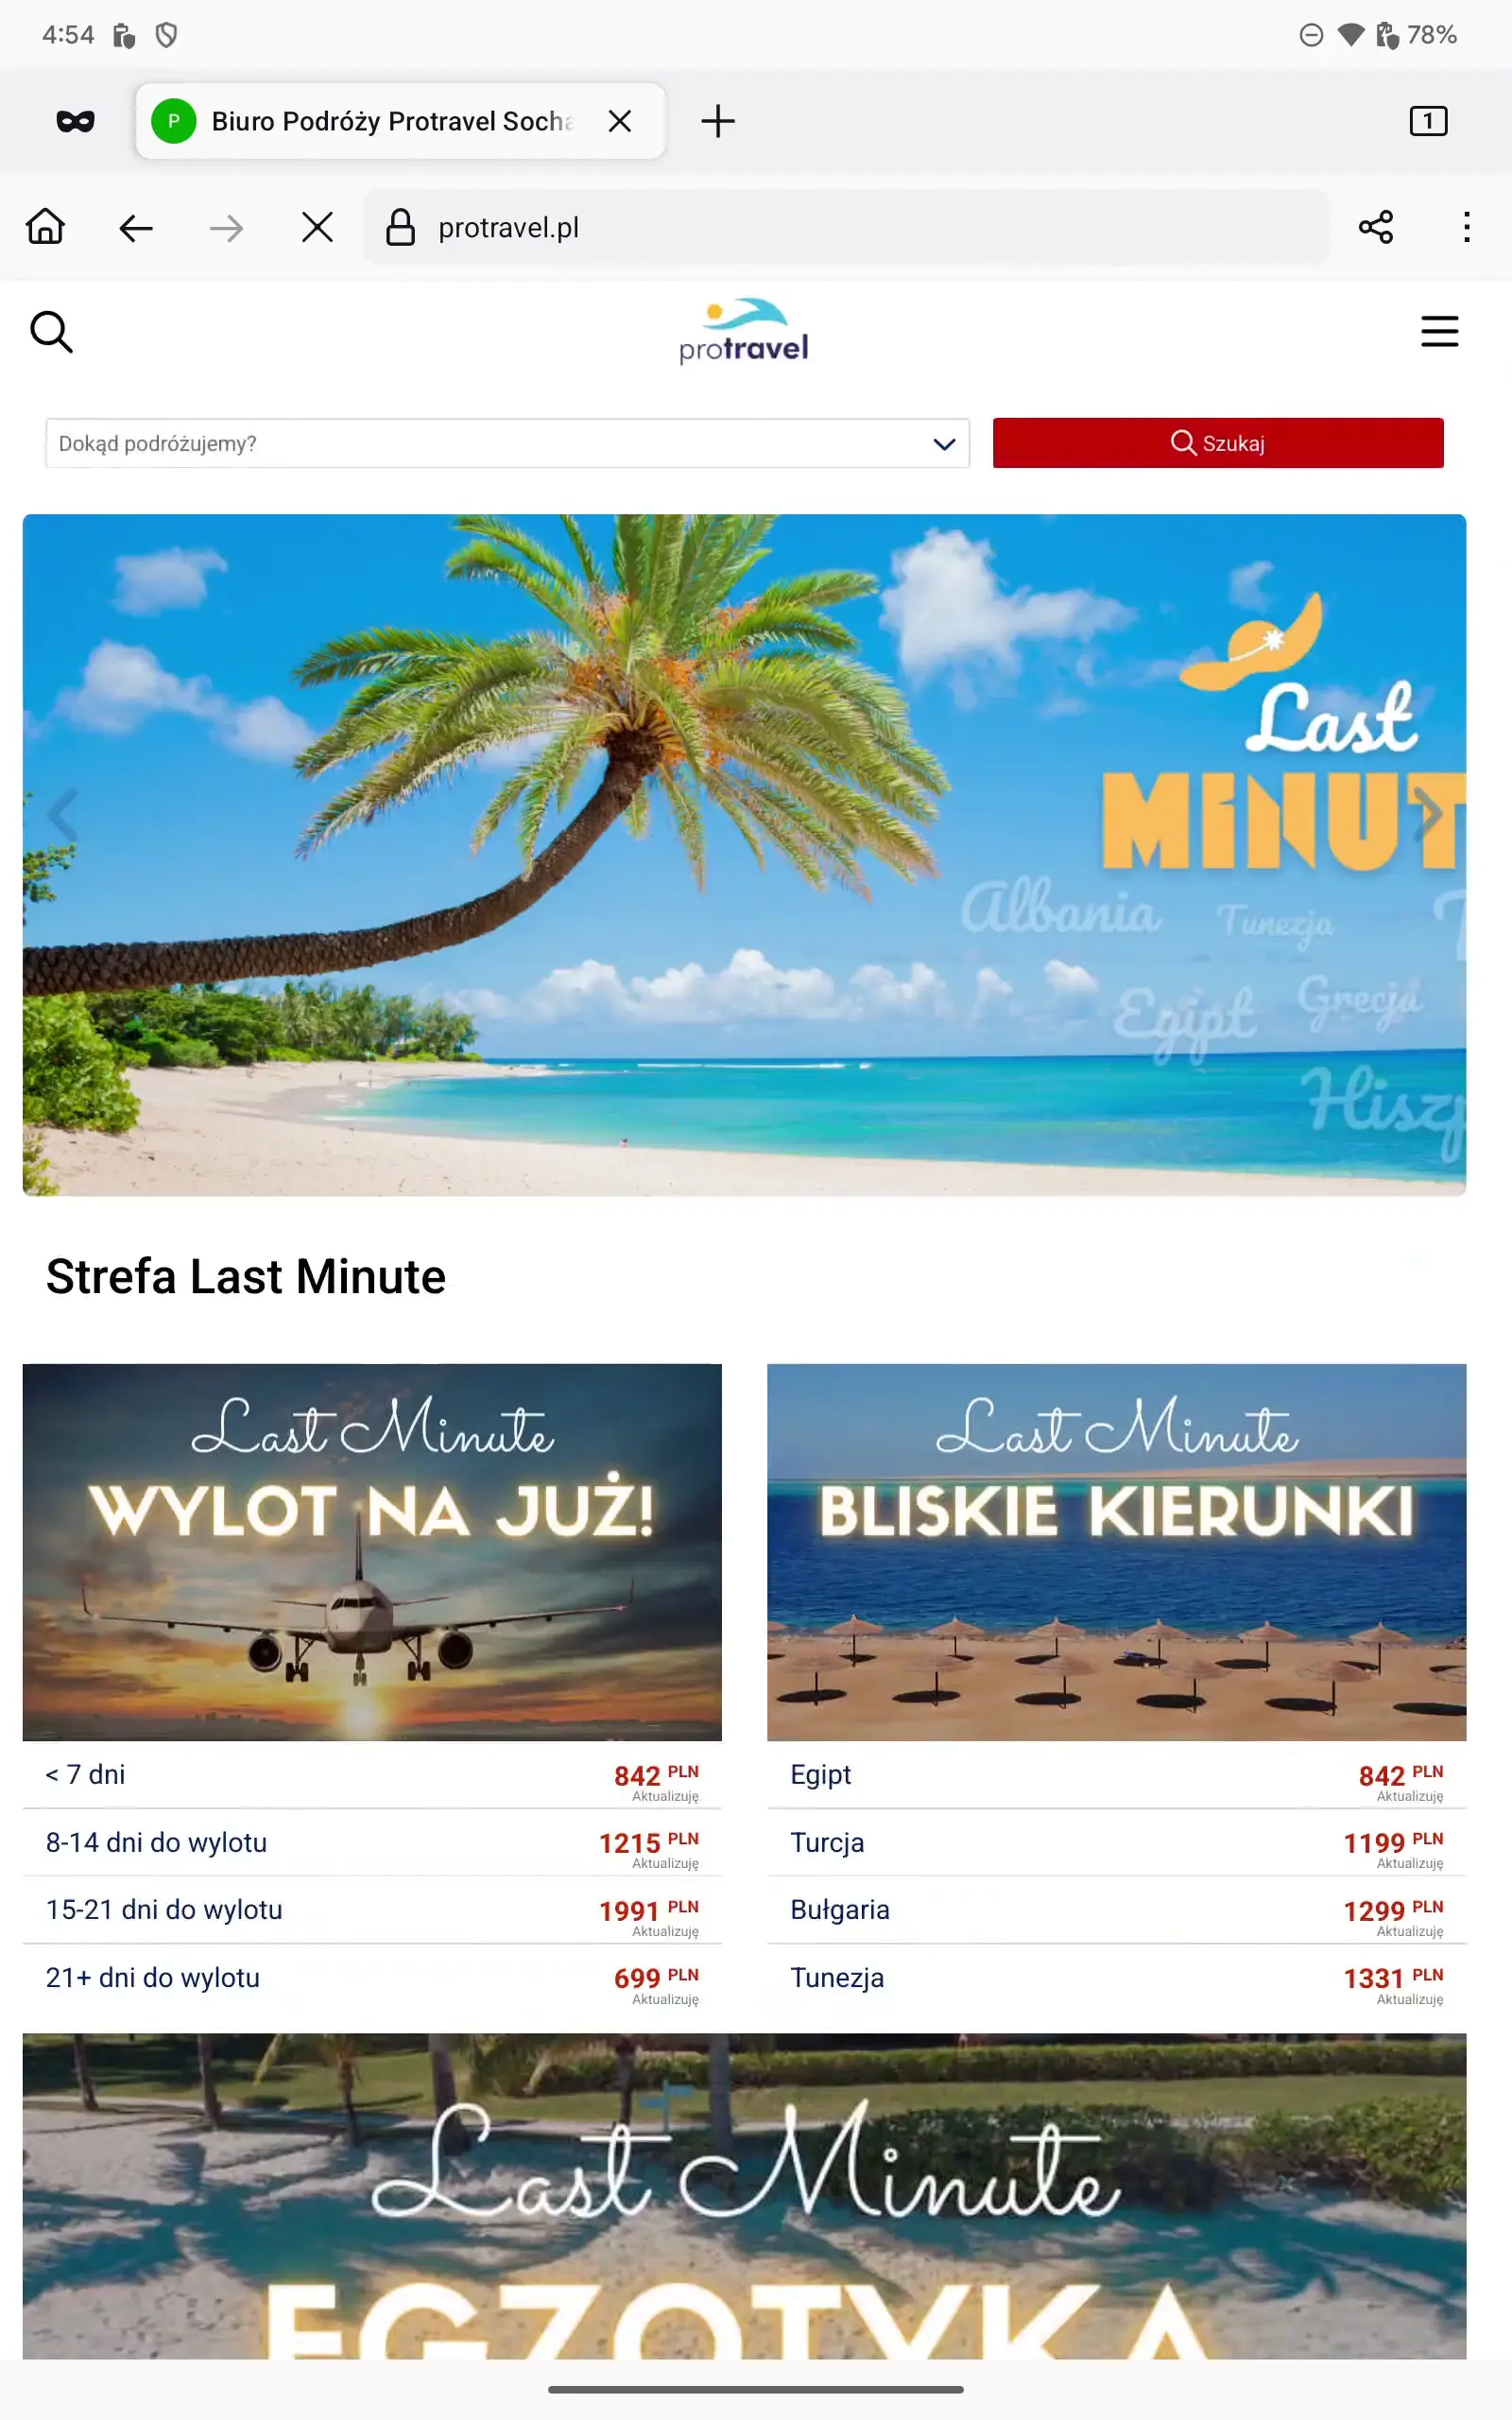 4:54
78%
P
Biuro Podróży Protravel Socha
1
protravel.pl
protravel
Dokąd podróżujemy?
Szukaj
Last
MINUT
Albania
Tunezja
Egipt
Grecja
Hiszp
Strefa Last Minute
Last Minute
WYLOT NA JUŻ!
< 7 dni
842 PLN
Aktualizuję
8-14 dni do wylotu
1215 PLN
Aktualizuję
15-21 dni do wylotu
1991 PLN
Aktualizuję
21+ dni do wylotu
699 PLN
Aktualizuję
Last Minute
BLISKIE KIERUNKI
Egipt
842 PLN
Aktualizuję
Turcja
1199 PLN
Aktualizuję
Bułgaria
1299 PLN
Aktualizuję
Tunezja
1331 PLN
Aktualizuję
Last Minute
EGZOTYKA